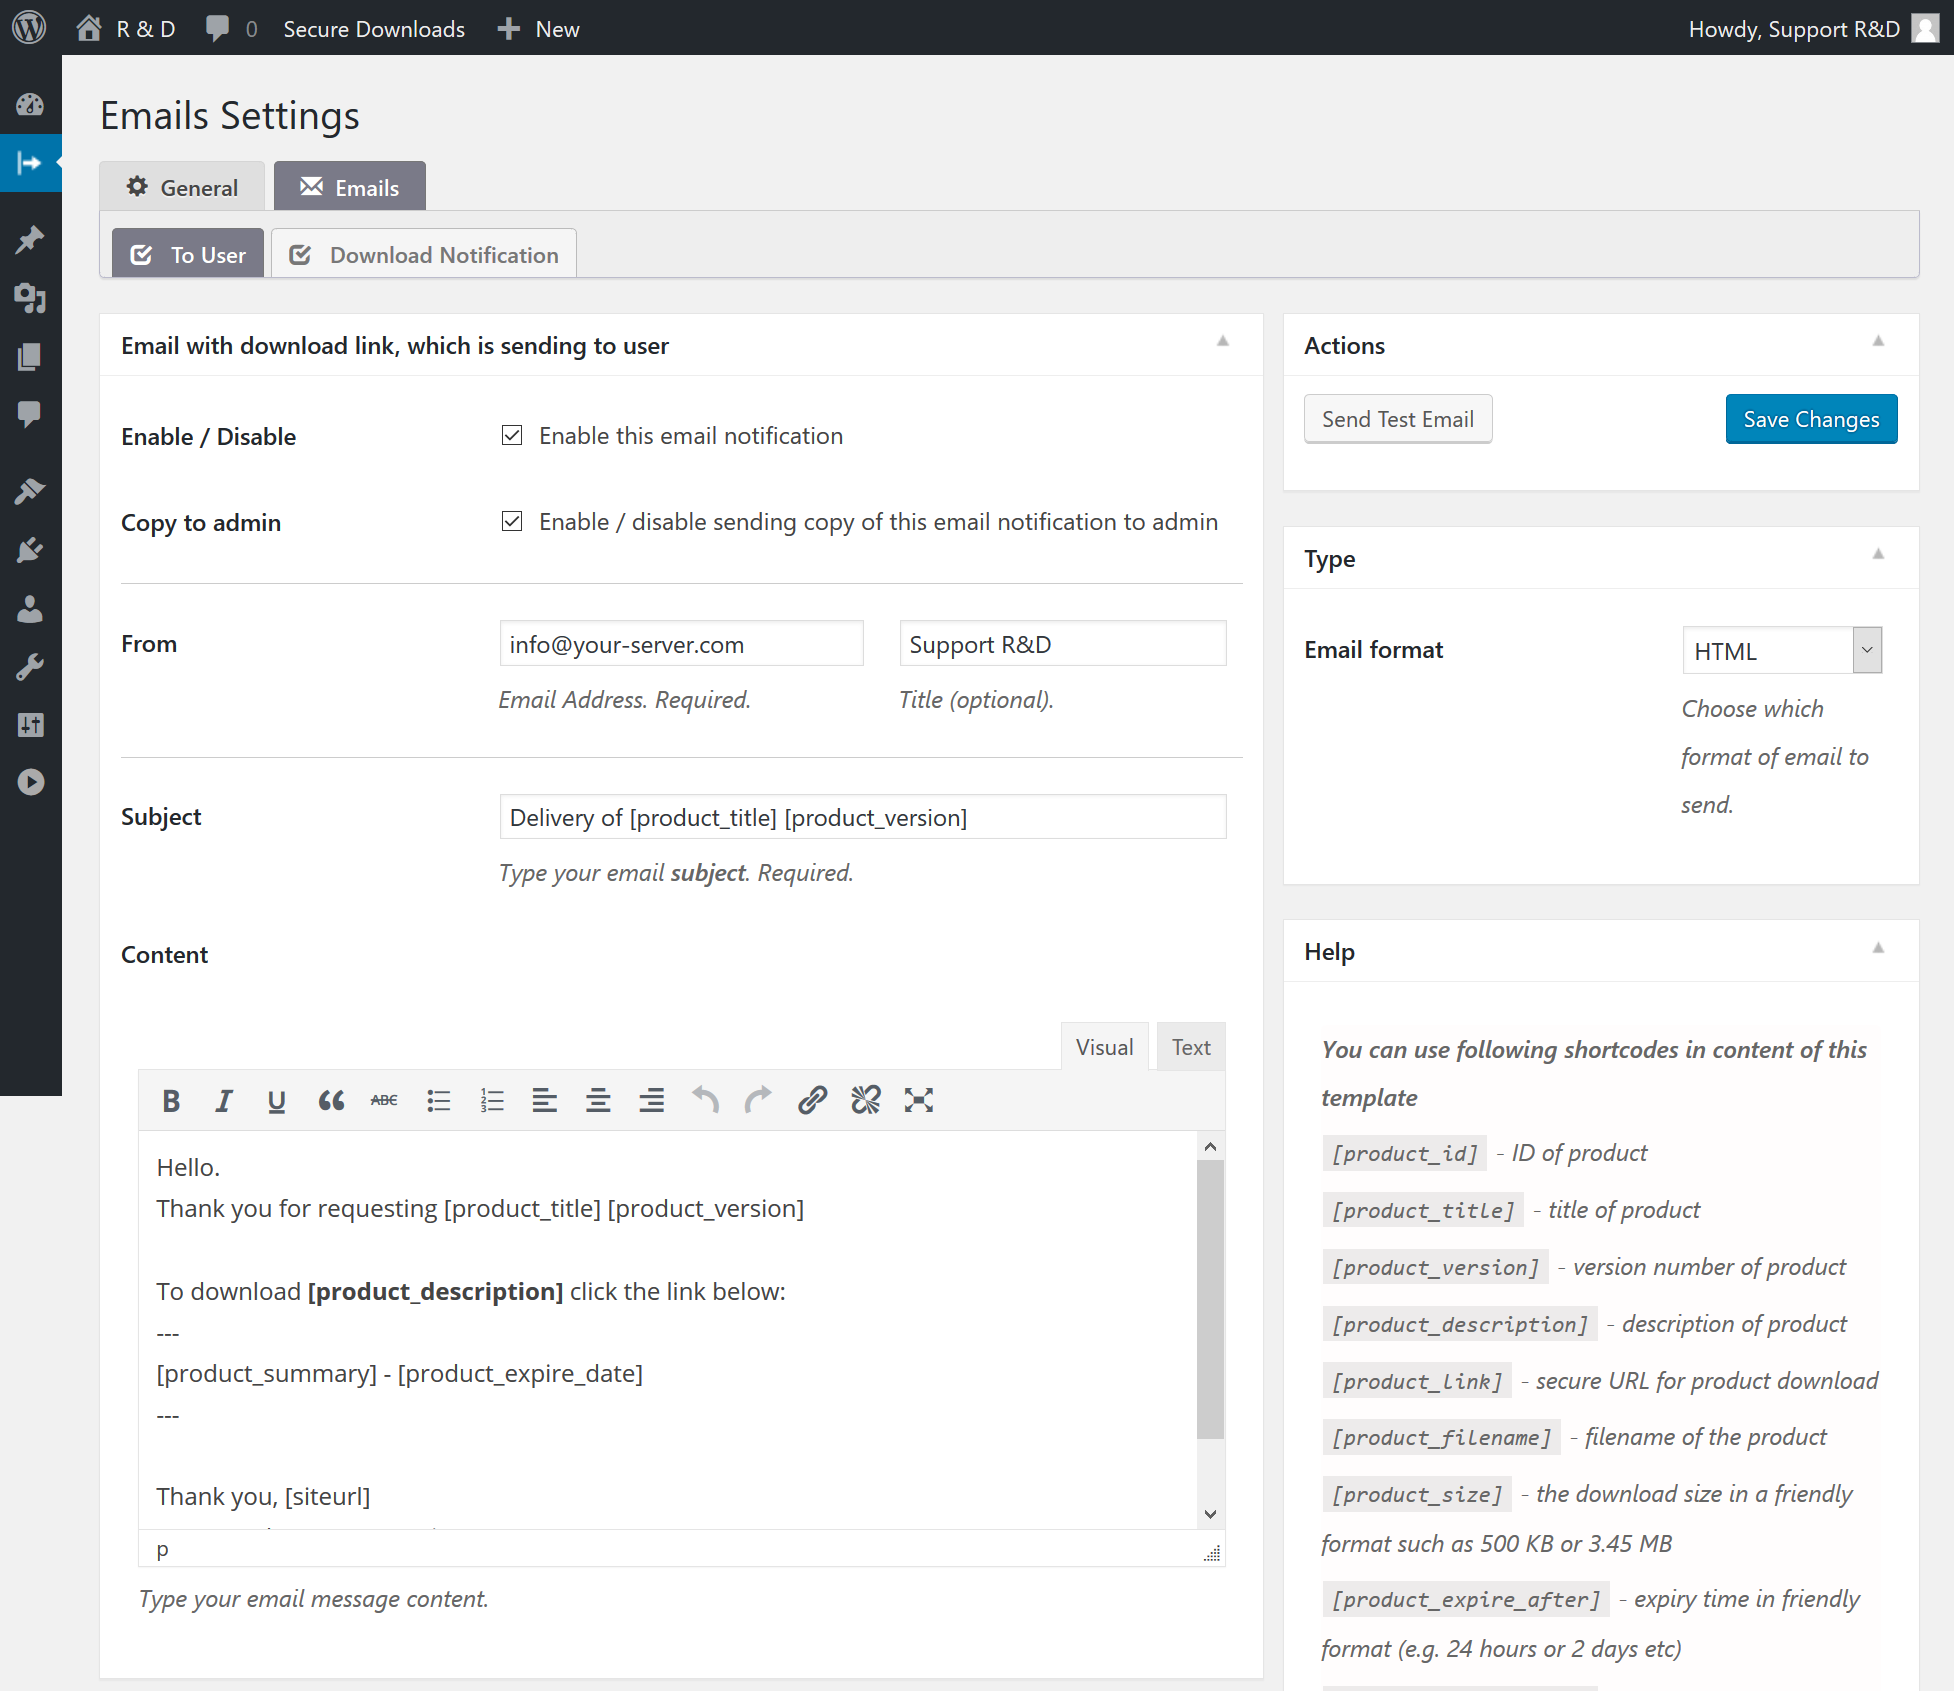 R & D 0 Secure Downloads New Howdy, Support R&D
Emails Settings
General Emails
To User Download Notification
Email with download link, which is sending to user
Enable / Disable Enable this email notification
Copy to admin Enable / disable sending copy of this email notification to admin
From info@your-server.com Support R&D
Email Address. Required. Title (optional).
Subject Delivery of [product_title] [product_version]
Type your email subject. Required.
Content
Visual Text
B I U ABC
Hello.
Thank you for requesting [product_title] [product_version]
To download [product_description] click the link below:
---
[product_summary] - [product_expire_date]
---
Thank you, [siteurl]
p
Type your email message content.
Actions
Send Test Email Save Changes
Type
Email format HTML
Choose which
format of email to
send.
Help
You can use following shortcodes in content of this
template
[product_id] - ID of product
[product_title] - title of product
[product_version] - version number of product
[product_description] - description of product
[product_link] - secure URL for product download
[product_filename] - filename of the product
[product_size] - the download size in a friendly
format such as 500 KB or 3.45 MB
[product_expire_after] - expiry time in friendly
format (e.g. 24 hours or 2 days etc)